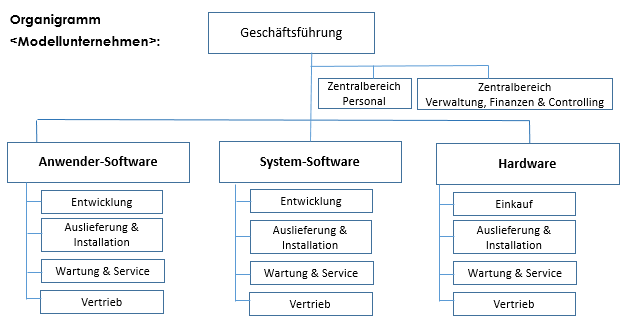 Organigramm
<Modellunternehmen>:
Geschäftsführung
Zentralbereich
Personal
Zentralbereich
Verwaltung, Finanzen & Controlling
Anwender-Software
System-Software
Hardware
Entwicklung
Auslieferung &
Installation
Wartung & Service
Vertrieb
Entwicklung
Auslieferung &
Installation
Wartung & Service
Vertrieb
Einkauf
Auslieferung &
Installation
Wartung & Service
Vertrieb